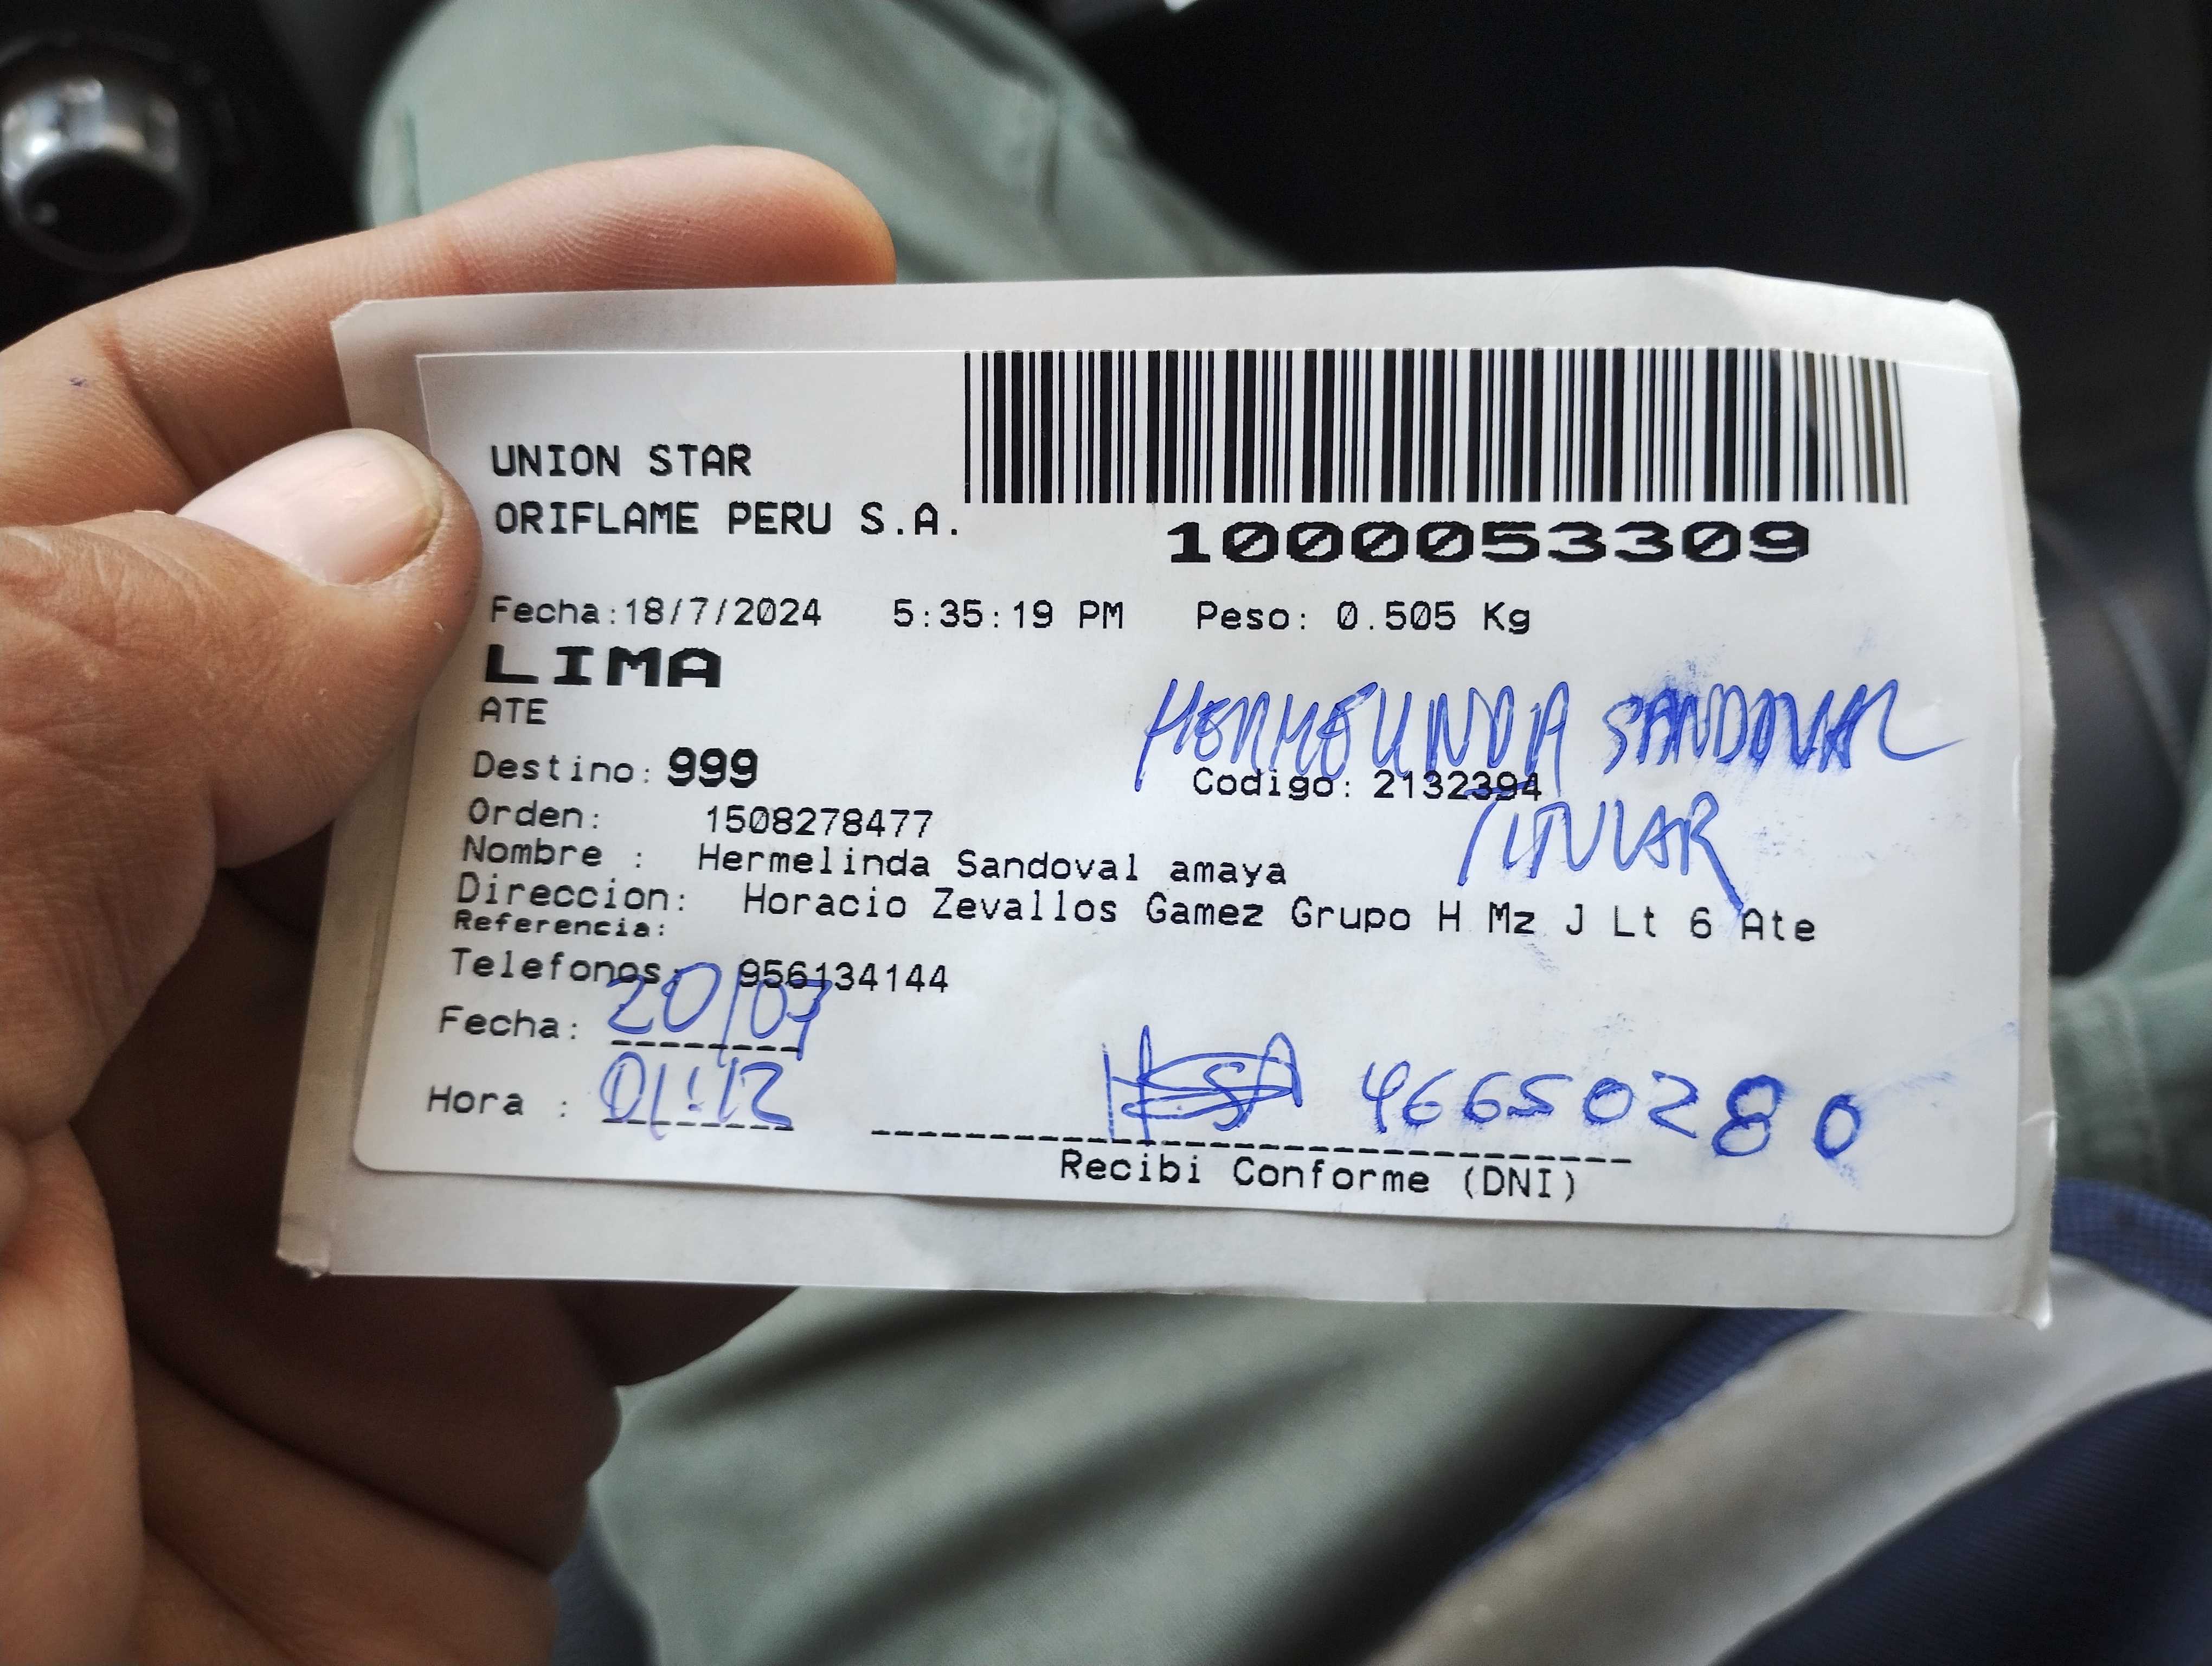 UNION STAR
ORIFLAME PERU S.A.
1000053309
Fecha:18/7/2024 5:35:19 PM Peso: 0.505 Kg
LIMA
ATE
HERMELINDA SANDOVAL
Destino: 999 Codigo: 2132394
TITULAR
Orden: 1508278477
Nombre : Hermelinda Sandoval amaya
Direccion: Horacio Zevallos Gamez Grupo H Mz J Lt 6 Ate
Referencia:
Telefonos: 956134144
Fecha: 20/07
Hora : 01:12
HSA 46650280
Recibi Conforme (DNI)